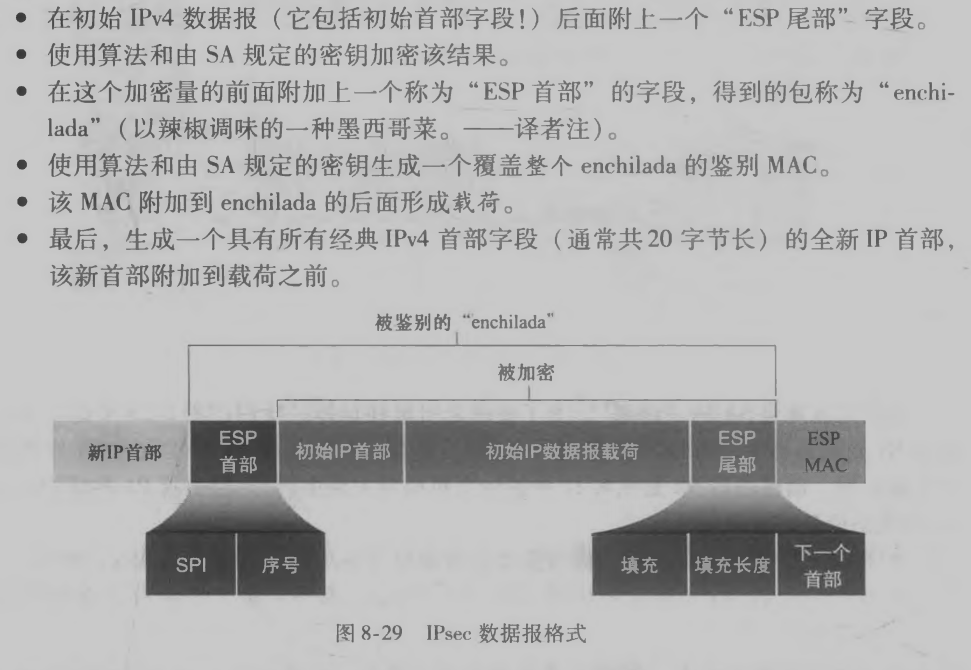 ● 在初始 IPv4 数据报（它包括初始首部字段!）后面附上一个“ESP 尾部”字段。
● 使用算法和由 SA 规定的密钥加密该结果。
● 在这个加密量的前面附加上一个称为“ESP 首部”的字段，得到的包称为“enchi-
lada”（以辣椒调味的一种墨西哥菜。——译者注）。
● 使用算法和由 SA 规定的密钥生成一个覆盖整个 enchilada 的鉴别 MAC。
● 该 MAC 附加到 enchilada 的后面形成载荷。
● 最后，生成一个具有所有经典 IPv4 首部字段（通常共 20 字节长）的全新 IP 首部，
该新首部附加到载荷之前。
被鉴别的“enchilada”
被加密
新IP首部
ESP
首部
初始IP首部
初始IP数据报载荷
ESP
尾部
ESP
MAC
SPI
序号
填充
填充长度
下一个
首部
图 8-29 IPsec 数据报格式